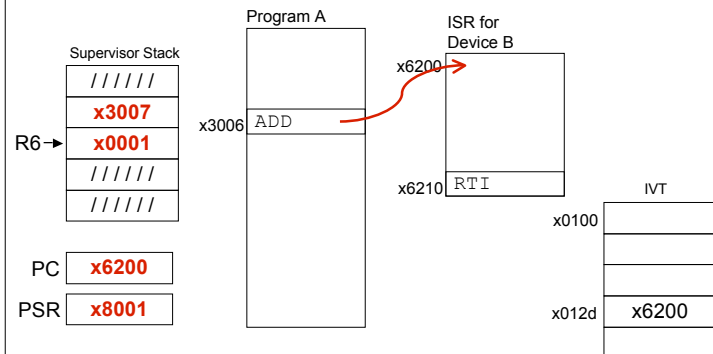 Program A
ISR for
Device B
Supervisor Stack
x6200
//////
x3007
x3006 ADD
R6 x0001
//////
x6210 RTI
//////
IVT
x0100
PC x6200
PSR x8001
x012d x6200